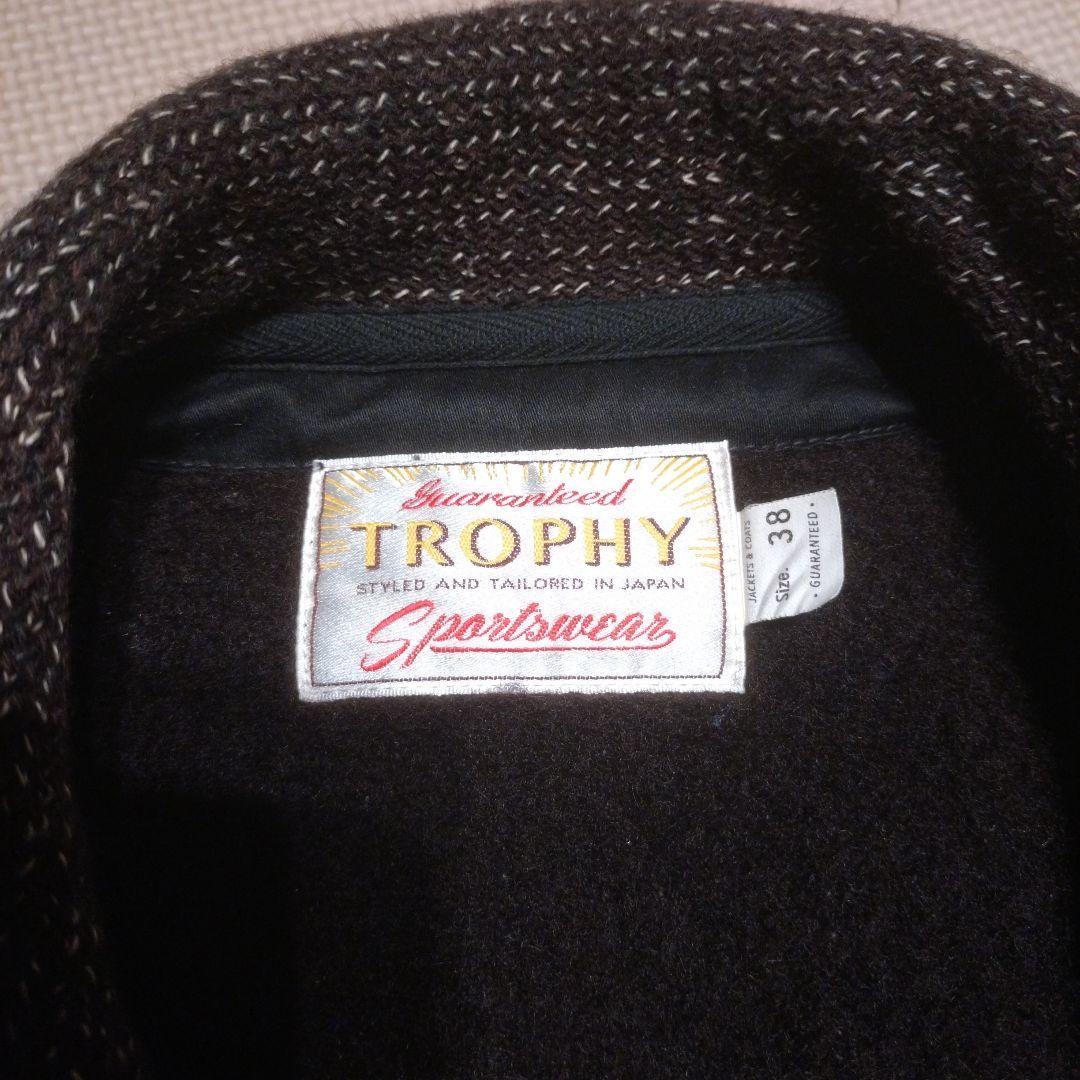 Guaranteed
TROPHY
STYLED AND TAILORED IN JAPAN
Sportswear
JACKETS & COATS
Size. 38
• GUARANTEED •